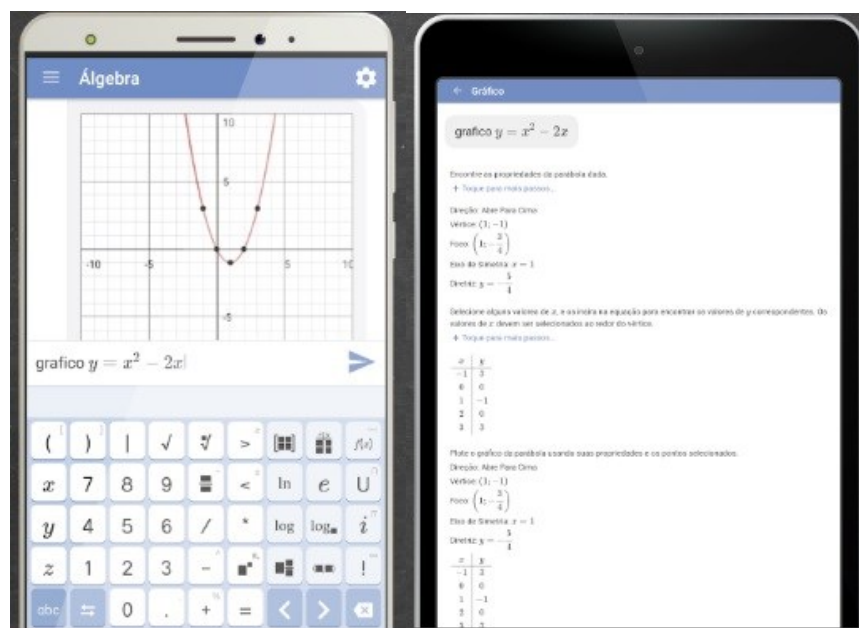 Álgebra
10
5
-10
-5
5
10
-5
grafico y = x² − 2x
( [ ) ] | √ ∜ > f(x)
x 7 8 9 < ln e U
y 4 5 6 / * log log i
z 1 2 3 − !
abc 0 . + % = < >
← Gráfico
grafico y = x² − 2x
Encontre as propriedades da parábola dada.
+ Toque para mais passos...
Direção: Abre Para Cima
Vértice: (1; −1)
Foco: (1; −3/4)
Eixo de Simetria: x = 1
Diretriz: y = −5/4
Selecione alguns valores de x, e os insira na equação para encontrar os valores de y correspondentes. Os
valores de x devem ser selecionados ao redor do vértice.
+ Toque para mais passos...
x y
−1 3
0 0
1 −1
2 0
3 3
Plote o gráfico da parábola usando suas propriedades e os pontos selecionados.
Direção: Abre Para Cima
Vértice: (1; −1)
Foco: (1; −3/4)
Eixo de Simetria: x = 1
Diretriz: y = −5/4
x y
−1 3
0 0
1 −1
2 0
3 3